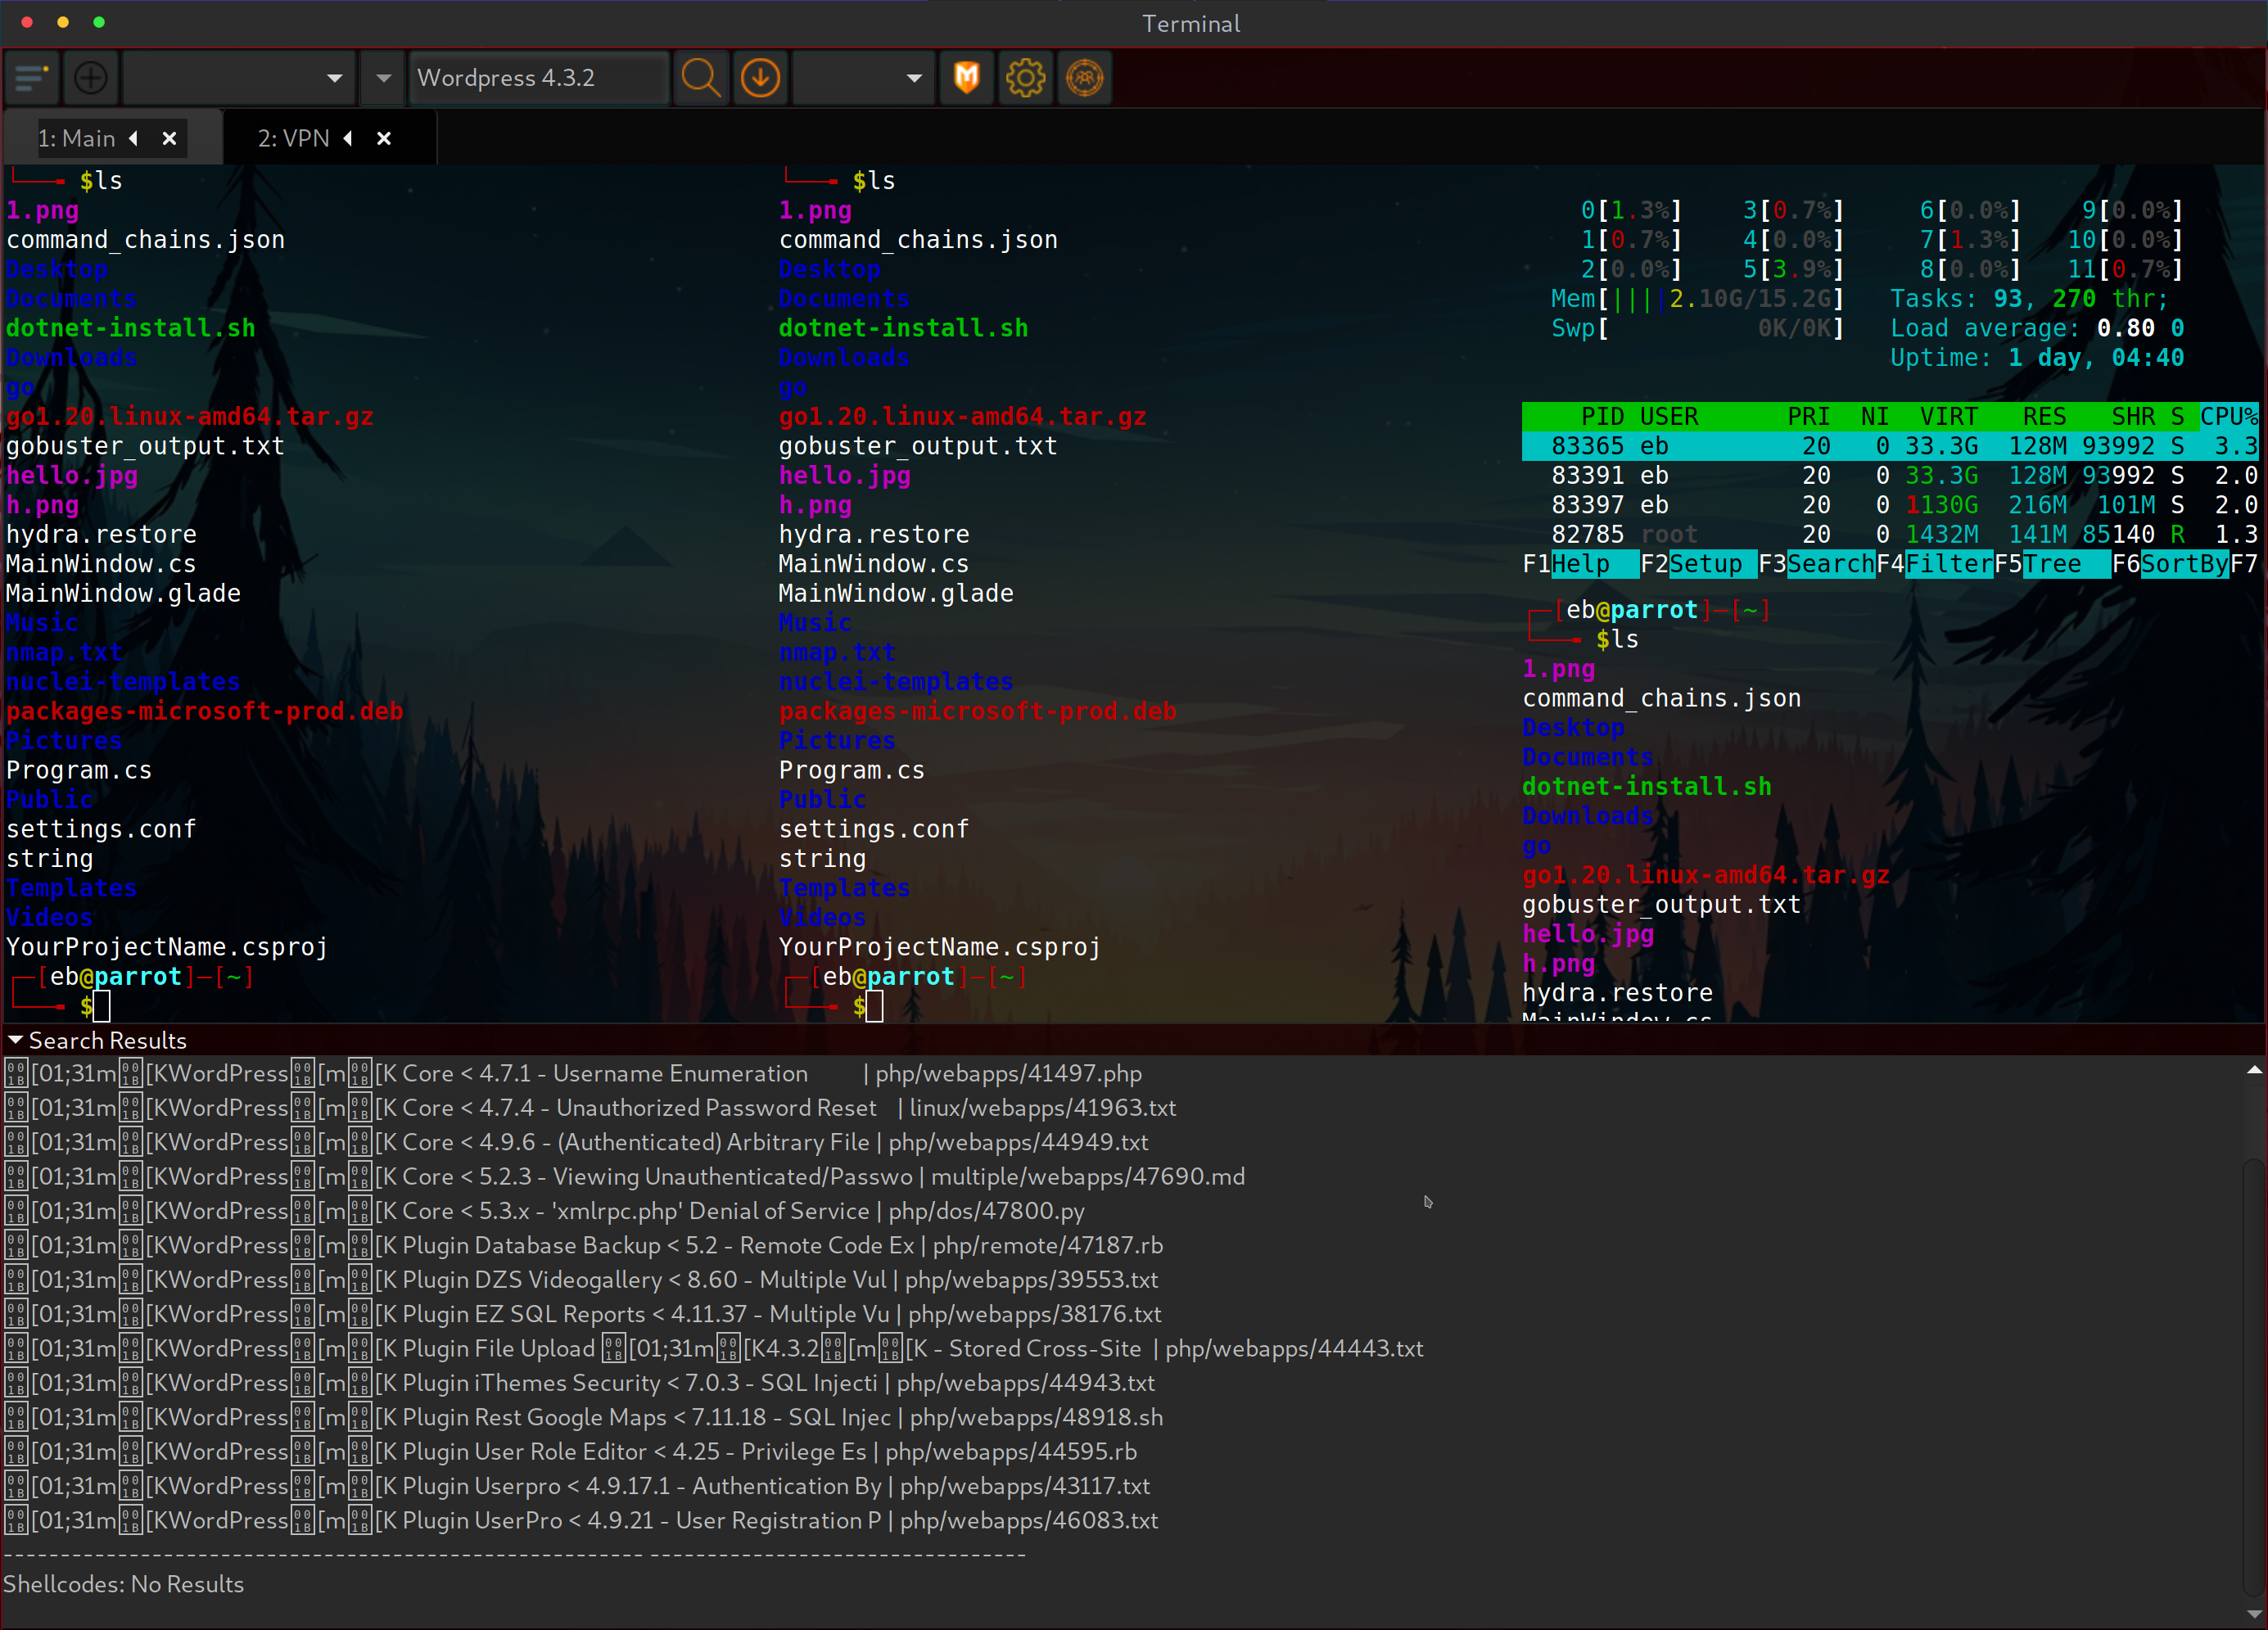 Terminal
Wordpress 4.3.2
1: Main
2: VPN
$ls
1.png
command_chains.json
Desktop
Documents
dotnet-install.sh
Downloads
go
go1.20.linux-amd64.tar.gz
gobuster_output.txt
hello.jpg
h.png
hydra.restore
MainWindow.cs
MainWindow.glade
Music
nmap.txt
nuclei-templates
packages-microsoft-prod.deb
Pictures
Program.cs
Public
settings.conf
string
Templates
Videos
YourProjectName.csproj
[eb@parrot]─[~]
$
$ls
1.png
command_chains.json
Desktop
Documents
dotnet-install.sh
Downloads
go
go1.20.linux-amd64.tar.gz
gobuster_output.txt
hello.jpg
h.png
hydra.restore
MainWindow.cs
MainWindow.glade
Music
nmap.txt
nuclei-templates
packages-microsoft-prod.deb
Pictures
Program.cs
Public
settings.conf
string
Templates
Videos
YourProjectName.csproj
[eb@parrot]─[~]
$
0[1.3%] 3[0.7%] 6[0.0%] 9[0.0%]
1[0.7%] 4[0.0%] 7[1.3%] 10[0.0%]
2[0.0%] 5[3.9%] 8[0.0%] 11[0.7%]
Mem[||||2.10G/15.2G] Tasks: 93, 270 thr;
Swp[ 0K/0K] Load average: 0.80 0
Uptime: 1 day, 04:40
PID USER PRI NI VIRT RES SHR S CPU%
83365 eb 20 0 33.3G 128M 93992 S 3.3
83391 eb 20 0 33.3G 128M 93992 S 2.0
83397 eb 20 0 1130G 216M 101M S 2.0
82785 root 20 0 1432M 141M 85140 R 1.3
F1Help F2Setup F3SearchF4FilterF5Tree F6SortByF7
[eb@parrot]─[~]
$ls
1.png
command_chains.json
Desktop
Documents
dotnet-install.sh
Downloads
go
go1.20.linux-amd64.tar.gz
gobuster_output.txt
hello.jpg
h.png
hydra.restore
MainWindow.cs
Search Results
[01;31m[KWordPress[m[K Core < 4.7.1 - Username Enumeration | php/webapps/41497.php
[01;31m[KWordPress[m[K Core < 4.7.4 - Unauthorized Password Reset | linux/webapps/41963.txt
[01;31m[KWordPress[m[K Core < 4.9.6 - (Authenticated) Arbitrary File | php/webapps/44949.txt
[01;31m[KWordPress[m[K Core < 5.2.3 - Viewing Unauthenticated/Passwo | multiple/webapps/47690.md
[01;31m[KWordPress[m[K Core < 5.3.x - 'xmlrpc.php' Denial of Service | php/dos/47800.py
[01;31m[KWordPress[m[K Plugin Database Backup < 5.2 - Remote Code Ex | php/remote/47187.rb
[01;31m[KWordPress[m[K Plugin DZS Videogallery < 8.60 - Multiple Vul | php/webapps/39553.txt
[01;31m[KWordPress[m[K Plugin EZ SQL Reports < 4.11.37 - Multiple Vu | php/webapps/38176.txt
[01;31m[KWordPress[m[K Plugin File Upload [01;31m[K4.3.2[m[K - Stored Cross-Site | php/webapps/44443.txt
[01;31m[KWordPress[m[K Plugin iThemes Security < 7.0.3 - SQL Injecti | php/webapps/44943.txt
[01;31m[KWordPress[m[K Plugin Rest Google Maps < 7.11.18 - SQL Injec | php/webapps/48918.sh
[01;31m[KWordPress[m[K Plugin User Role Editor < 4.25 - Privilege Es | php/webapps/44595.rb
[01;31m[KWordPress[m[K Plugin Userpro < 4.9.17.1 - Authentication By | php/webapps/43117.txt
[01;31m[KWordPress[m[K Plugin UserPro < 4.9.21 - User Registration P | php/webapps/46083.txt
Shellcodes: No Results